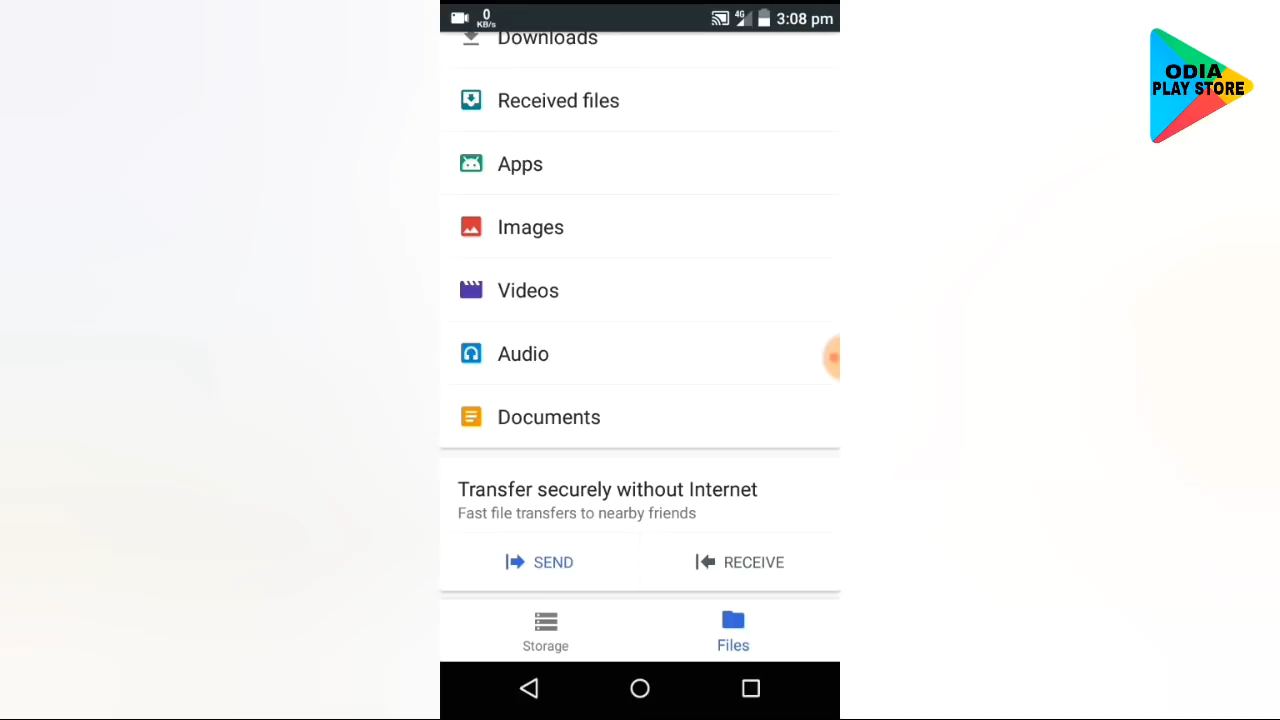 0
KB/s
4G
3:08 pm
ODIA
PLAY STORE
Downloads
Received files
Apps
Images
Videos
Audio
Documents
Transfer securely without Internet
Fast file transfers to nearby friends
SEND
RECEIVE
Storage
Files